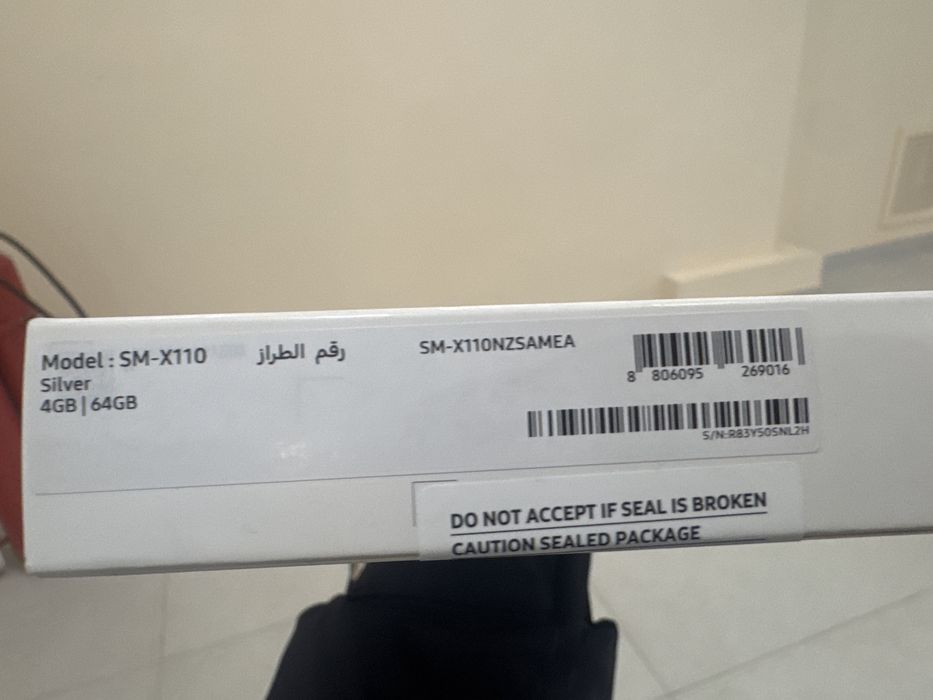 Model : SM-X110 رقم الطراز
Silver
4GB | 64GB
SM-X110NZSAMEA
8 806095 269016
S/N:R83Y50SNL2H
DO NOT ACCEPT IF SEAL IS BROKEN
CAUTION SEALED PACKAGE